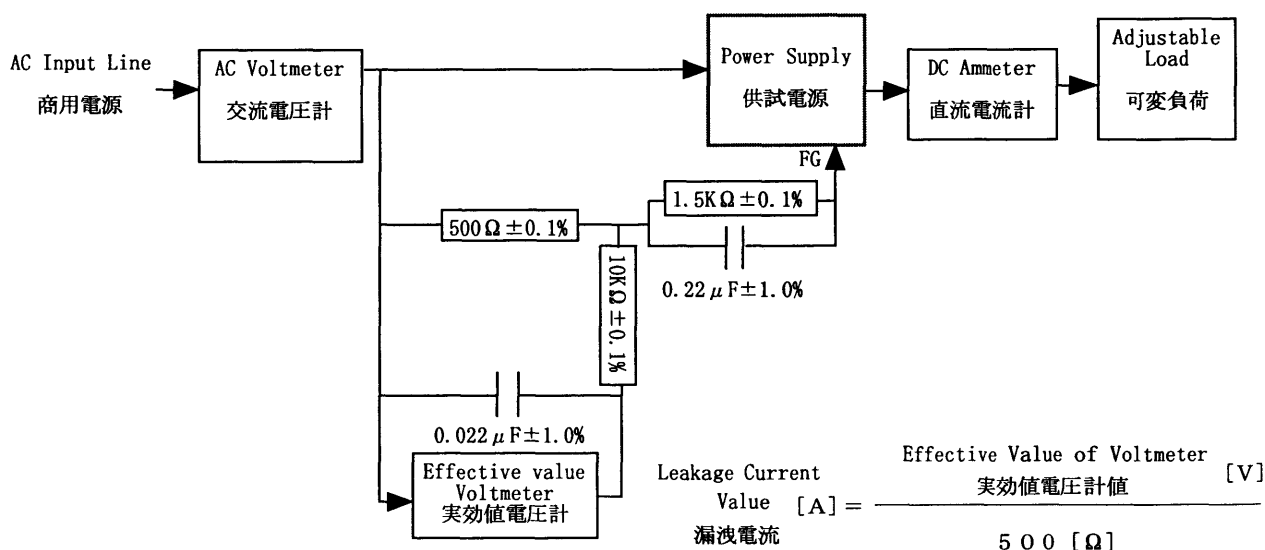 AC Input Line
商用電源
AC Voltmeter
交流電圧計
Power Supply
供試電源
DC Ammeter
直流電流計
Adjustable
Load
可変負荷
FG
1.5KΩ±0.1%
500Ω±0.1%
0.22μF±1.0%
10KΩ±0.1%
0.022μF±1.0%
Effective value
Voltmeter
実効値電圧計
Leakage Current
Value [A]=
漏洩電流
Effective Value of Voltmeter
実効値電圧計値 [V]
500[Ω]